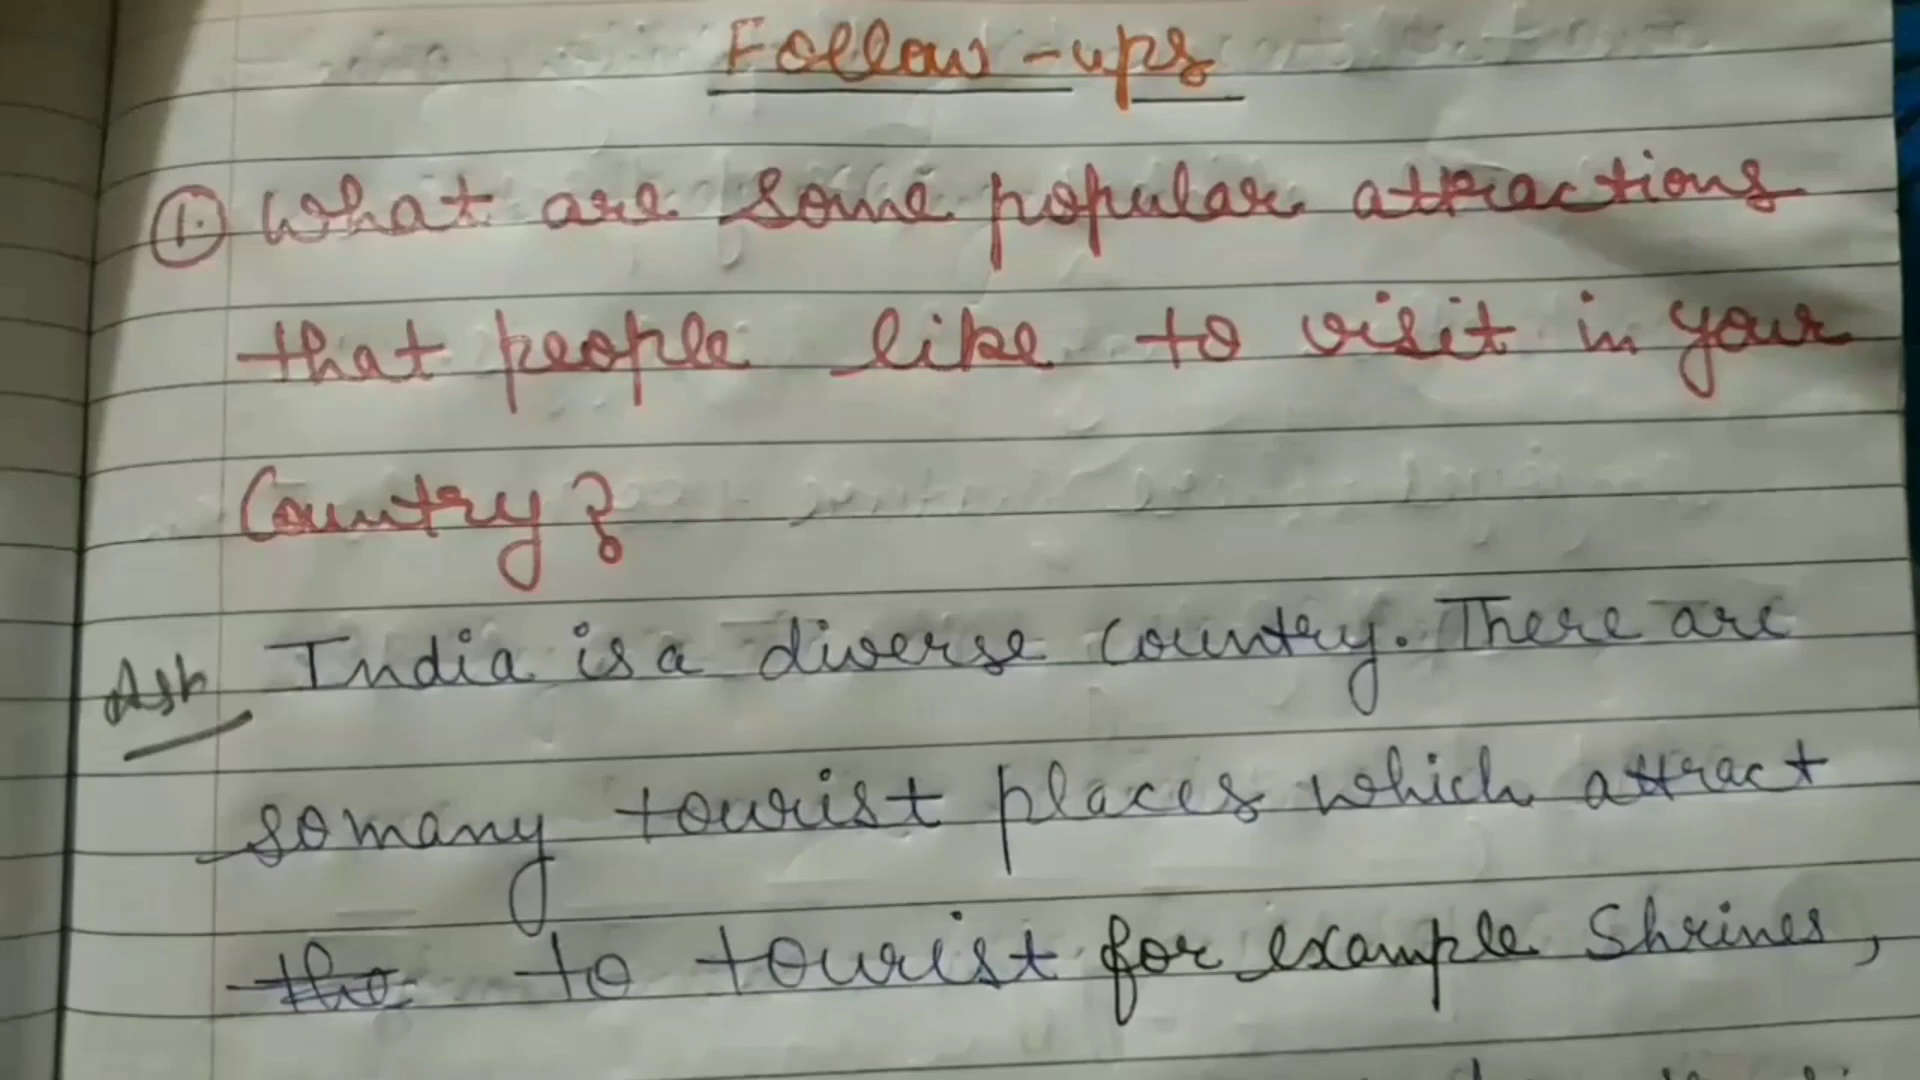 Follow-ups
1. What are some popular attractions
that people like to visit in your
Country?
Ash India is a diverse Country. There are
so many tourist places which attract
the to tourist for example Shrines,